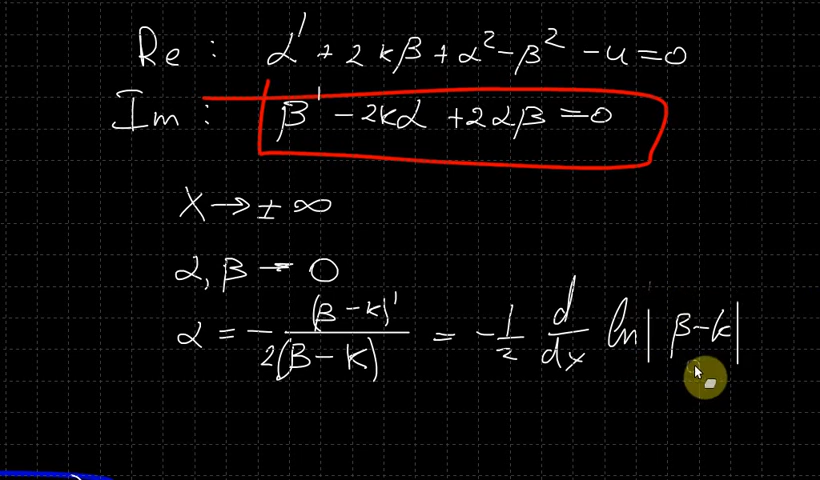 Re: α' + 2kβ + α² - β² - u = 0
Im: β' - 2kα + 2αβ = 0
x → ± ∞
α, β → 0
α = - (β - k)' / 2(β - k) = - 1/2 d/dx ln|β - k|